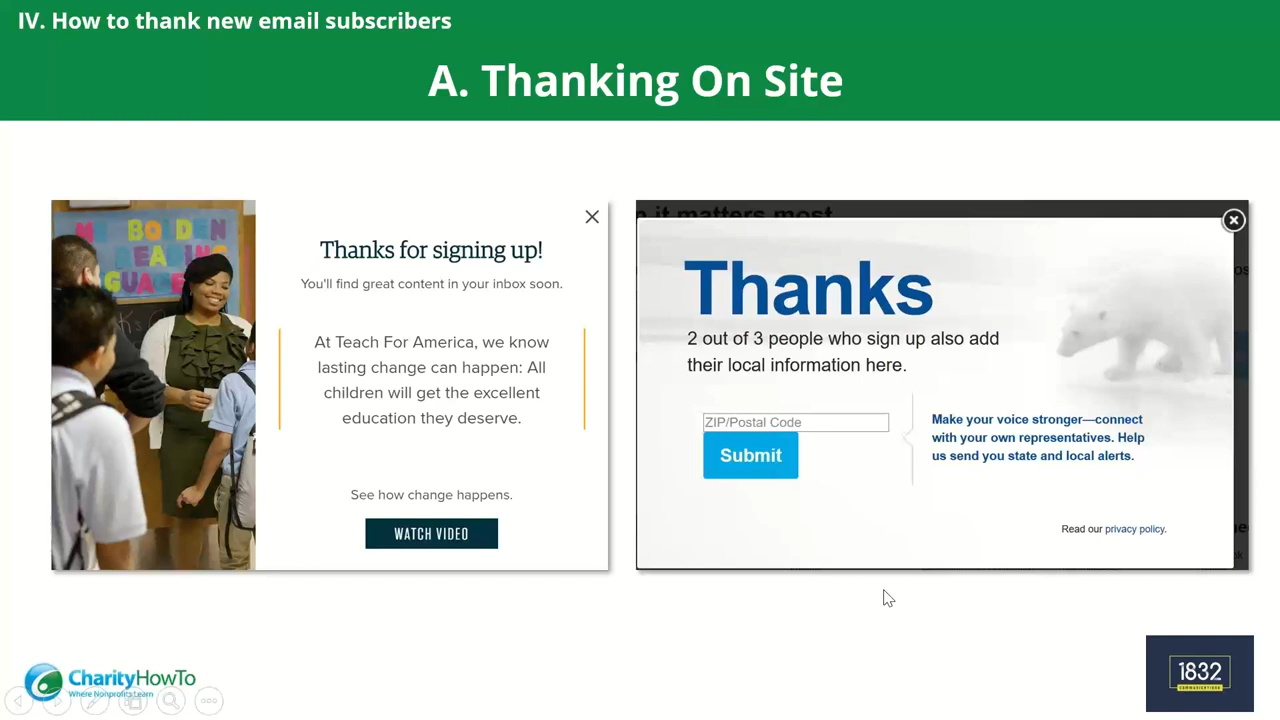 IV. How to thank new email subscribers
A. Thanking On Site
Thanks for signing up!
You'll find great content in your inbox soon.
At Teach For America, we know
lasting change can happen: All
children will get the excellent
education they deserve.
See how change happens.
WATCH VIDEO
it matters most
Thanks
2 out of 3 people who sign up also add
their local information here.
ZIP/Postal Code
Submit
Make your voice stronger—connect
with your own representatives. Help
us send you state and local alerts.
Read our privacy policy.
CharityHowTo
Where Nonprofits Learn
1832
COMMUNICATIONS